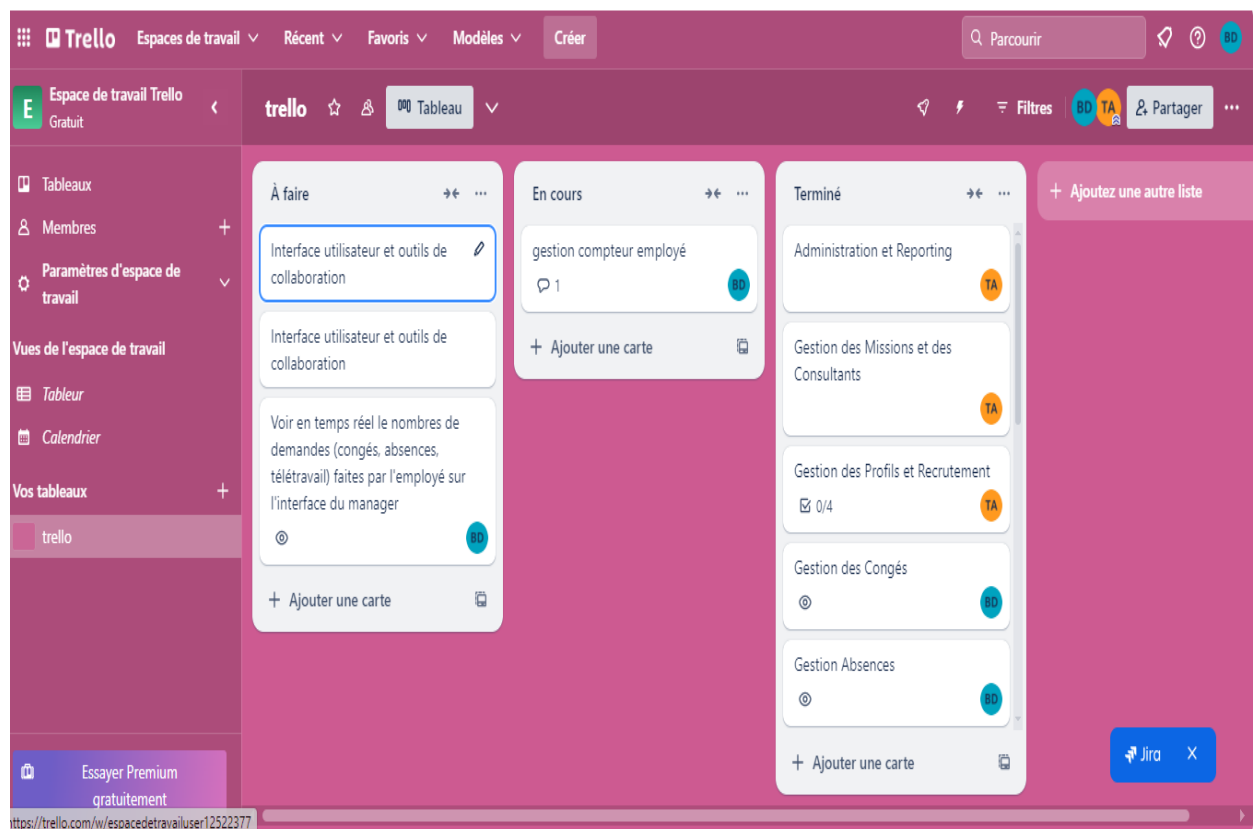 Trello
Espaces de travail
Récent
Favoris
Modèles
Créer
Parcourir
BD
E
Espace de travail Trello
Gratuit
trello
Tableau
Filtres
BD
TA
Partager
Tableaux
Membres
Paramètres d'espace de
travail
Vues de l'espace de travail
Tableur
Calendrier
Vos tableaux
trello
Essayer Premium
gratuitement
https://trello.com/w/espacedetravailuser12522377
À faire
Interface utilisateur et outils de
collaboration
Interface utilisateur et outils de
collaboration
Voir en temps réel le nombres de
demandes (congés, absences,
télétravail) faites par l'employé sur
l'interface du manager
BD
+ Ajouter une carte
En cours
gestion compteur employé
1
BD
+ Ajouter une carte
Terminé
Administration et Reporting
TA
Gestion des Missions et des
Consultants
TA
Gestion des Profils et Recrutement
0/4
TA
Gestion des Congés
BD
Gestion Absences
BD
+ Ajouter une carte
+ Ajoutez une autre liste
Jira